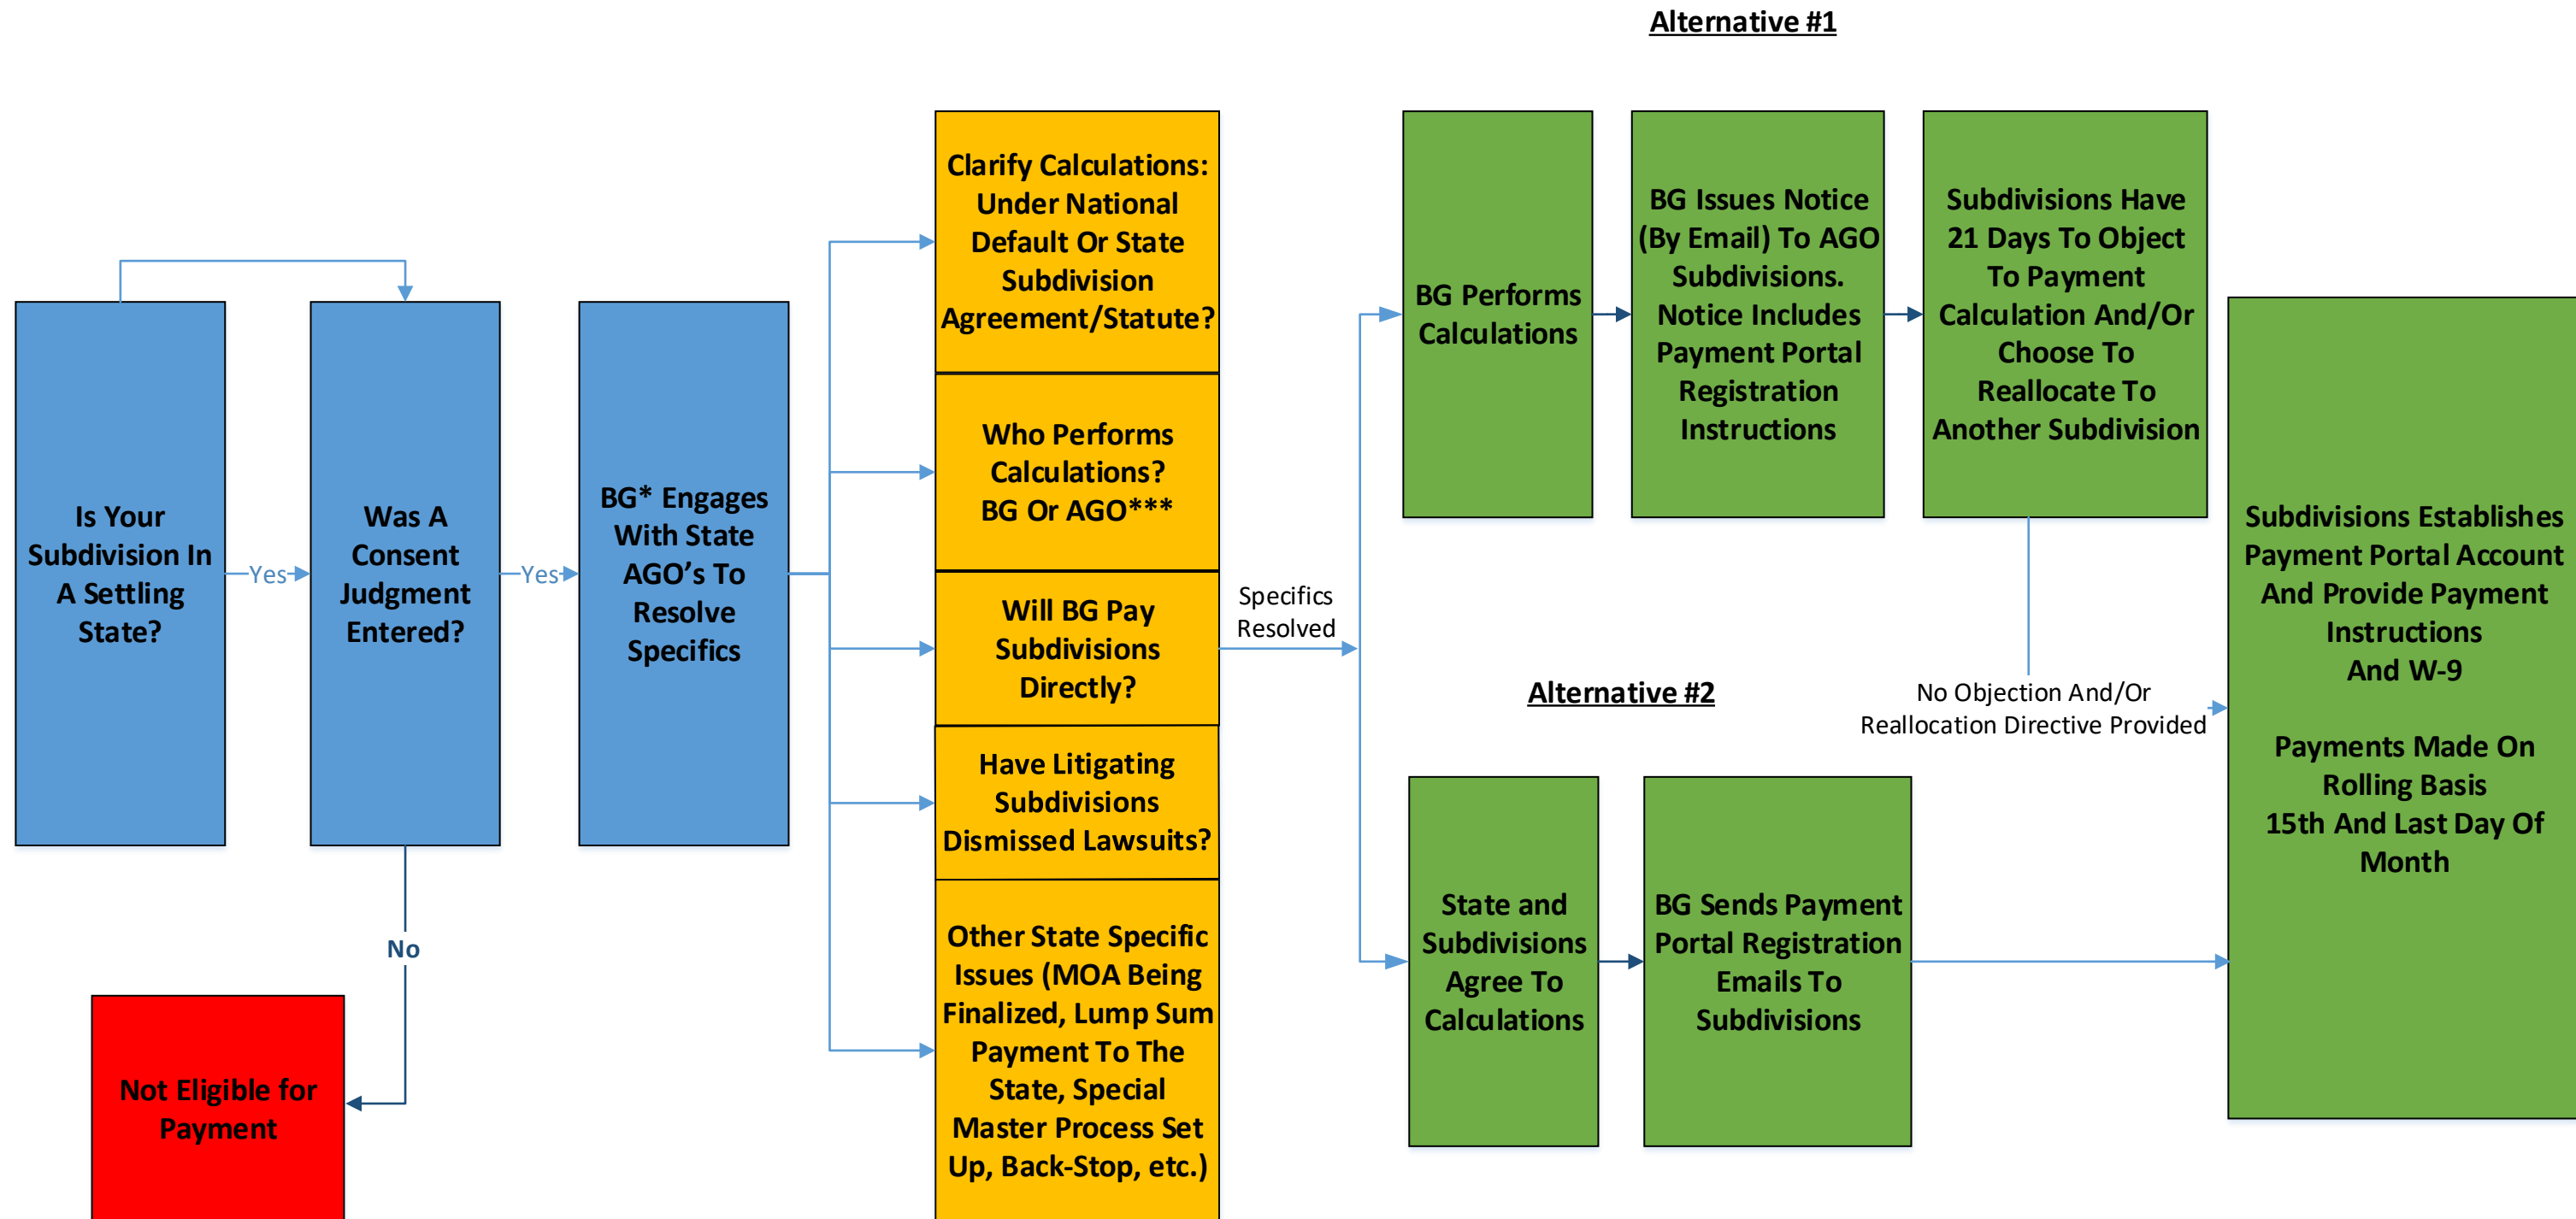 Alternative #1
Is Your
Subdivision In
A Settling
State?
Yes
Was A
Consent
Judgment
Entered?
Yes
No
Not Eligible for
Payment
BG* Engages
With State
AGO's To
Resolve
Specifics
Clarify Calculations:
Under National
Default Or State
Subdivision
Agreement/Statute?
Who Performs
Calculations?
BG Or AGO***
Will BG Pay
Subdivisions
Directly?
Have Litigating
Subdivisions
Dismissed Lawsuits?
Other State Specific
Issues (MOA Being
Finalized, Lump Sum
Payment To The
State, Special
Master Process Set
Up, Back-Stop, etc.)
Specifics
Resolved
BG Performs
Calculations
BG Issues Notice
(By Email) To AGO
Subdivisions.
Notice Includes
Payment Portal
Registration
Instructions
Subdivisions Have
21 Days To Object
To Payment
Calculation And/Or
Choose To
Reallocate To
Another Subdivision
No Objection And/Or
Reallocation Directive Provided
Alternative #2
State and
Subdivisions
Agree To
Calculations
BG Sends Payment
Portal Registration
Emails To
Subdivisions
Subdivisions Establishes
Payment Portal Account
And Provide Payment
Instructions
And W-9
Payments Made On
Rolling Basis
15th And Last Day Of
Month